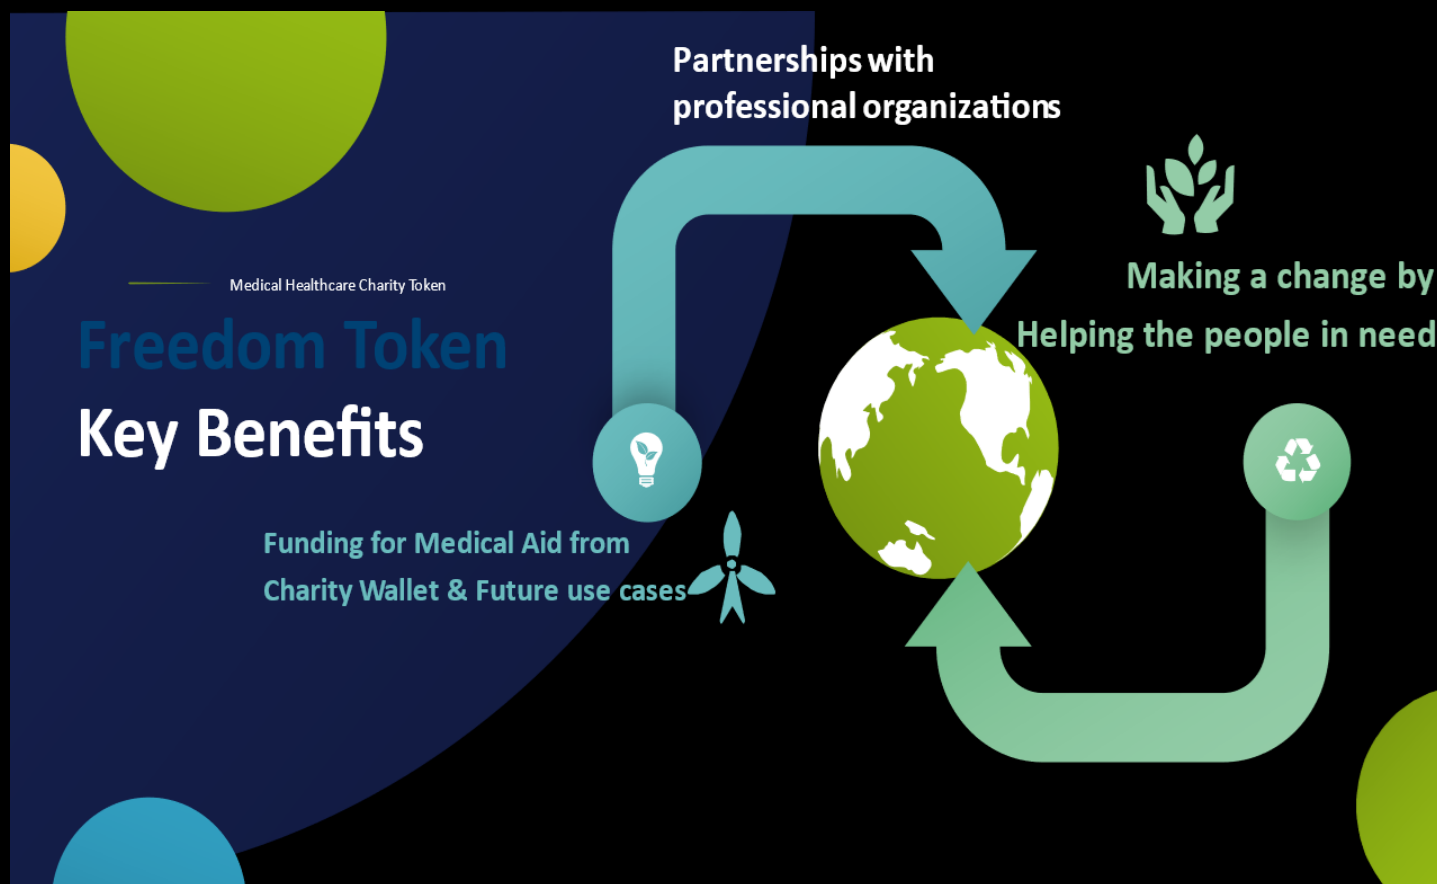 Partnerships with
professional organizations
Medical Healthcare Charity Token
Freedom Token
Key Benefits
Making a change by
Helping the people in need
Funding for Medical Aid from
Charity Wallet & Future use cases